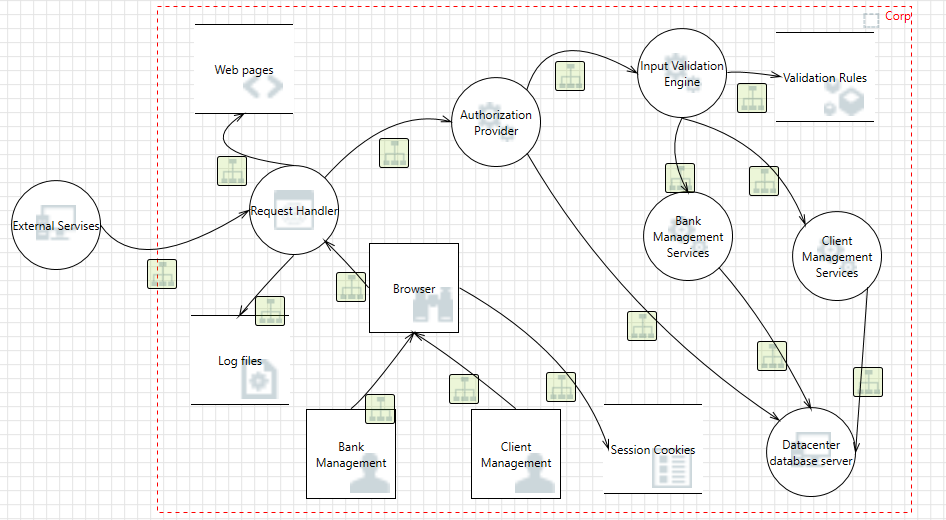 Corp
Web pages
Input Validation
Engine
Validation Rules
Authorization
Provider
External Servises
Request Handler
Bank
Management
Services
Client
Management
Services
Browser
Log files
Bank
Management
Client
Management
Session Cookies
Datacenter
database server